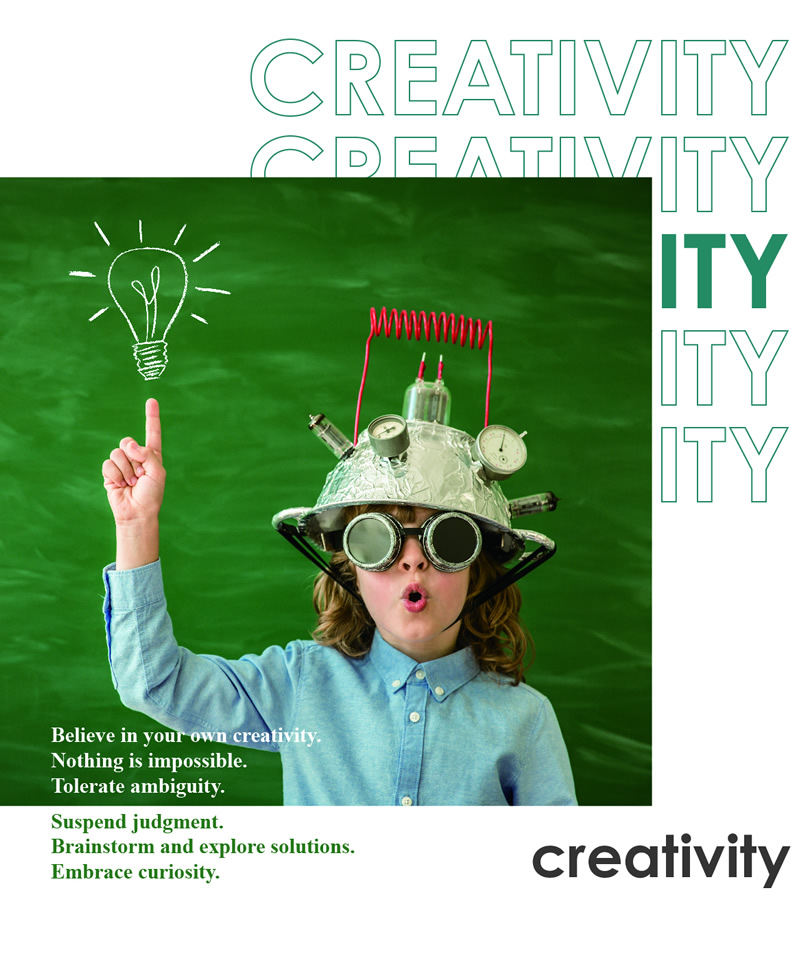 CREATIVITY
CREATIVITY
ITY
ITY
ITY
Believe in your own creativity.
Nothing is impossible.
Tolerate ambiguity.
Suspend judgment.
Brainstorm and explore solutions.
Embrace curiosity.
creativity